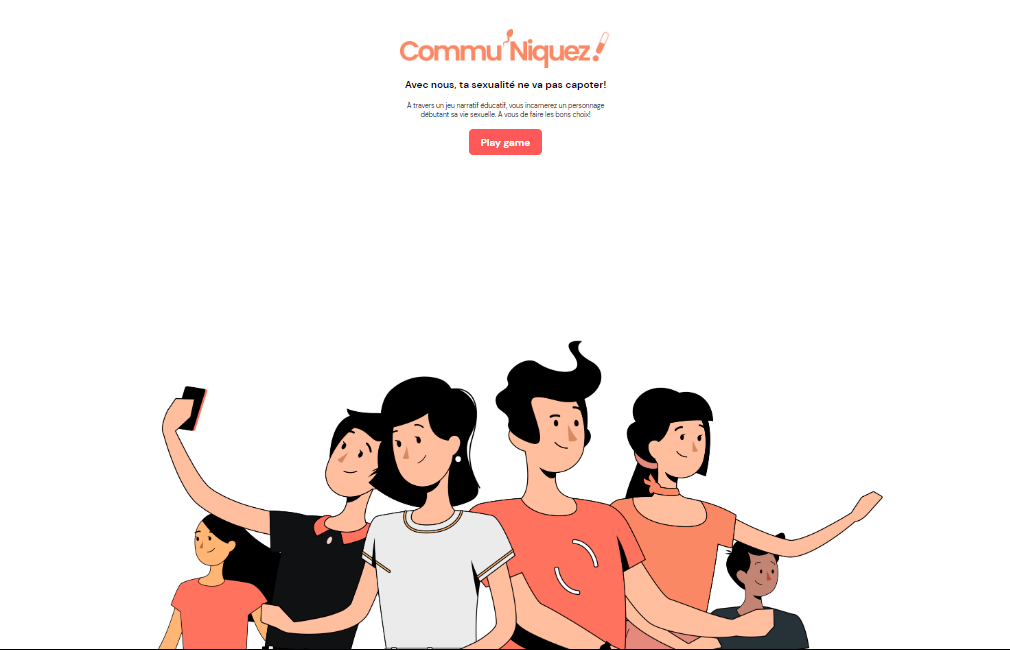 Commu'Niquez!
Avec nous, ta sexualité ne va pas capoter!
À travers un jeu narratif éducatif, vous incarnerez un personnage
débutant sa vie sexuelle. À vous de faire les bons choix!
Play game